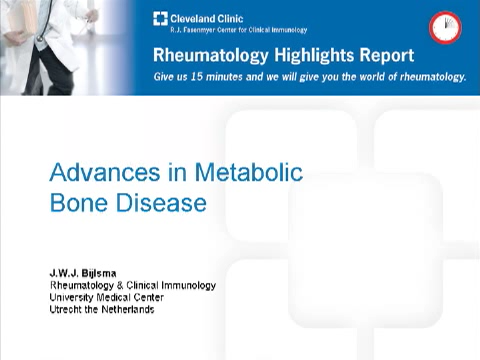 Cleveland Clinic
R.J. Fasenmyer Center for Clinical Immunology
Rheumatology Highlights Report
Give us 15 minutes and we will give you the world of rheumatology.
Advances in Metabolic
Bone Disease
J.W.J. Bijlsma
Rheumatology & Clinical Immunology
University Medical Center
Utrecht the Netherlands